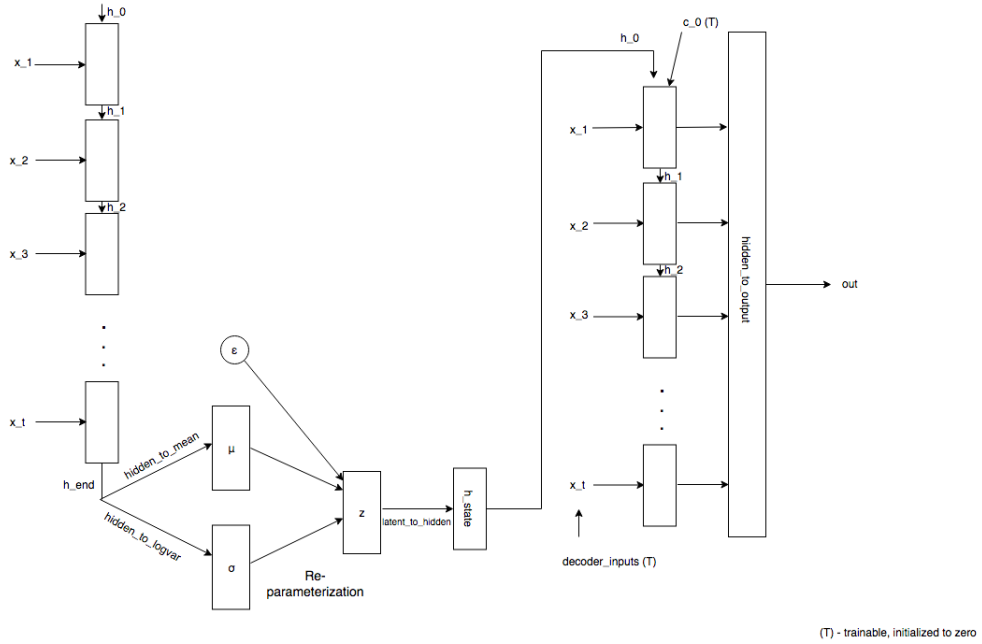 h_0
x_1
h_1
x_2
h_2
x_3
.
.
.
x_t
h_end
hidden_to_mean
hidden_to_logvar
ε
μ
σ
Re-
parameterization
z
latent_to_hidden
h_state
h_0
c_0 (T)
x_1
h_1
x_2
h_2
x_3
.
.
.
x_t
decoder_inputs (T)
hidden_to_output
out
(T) - trainable, initialized to zero